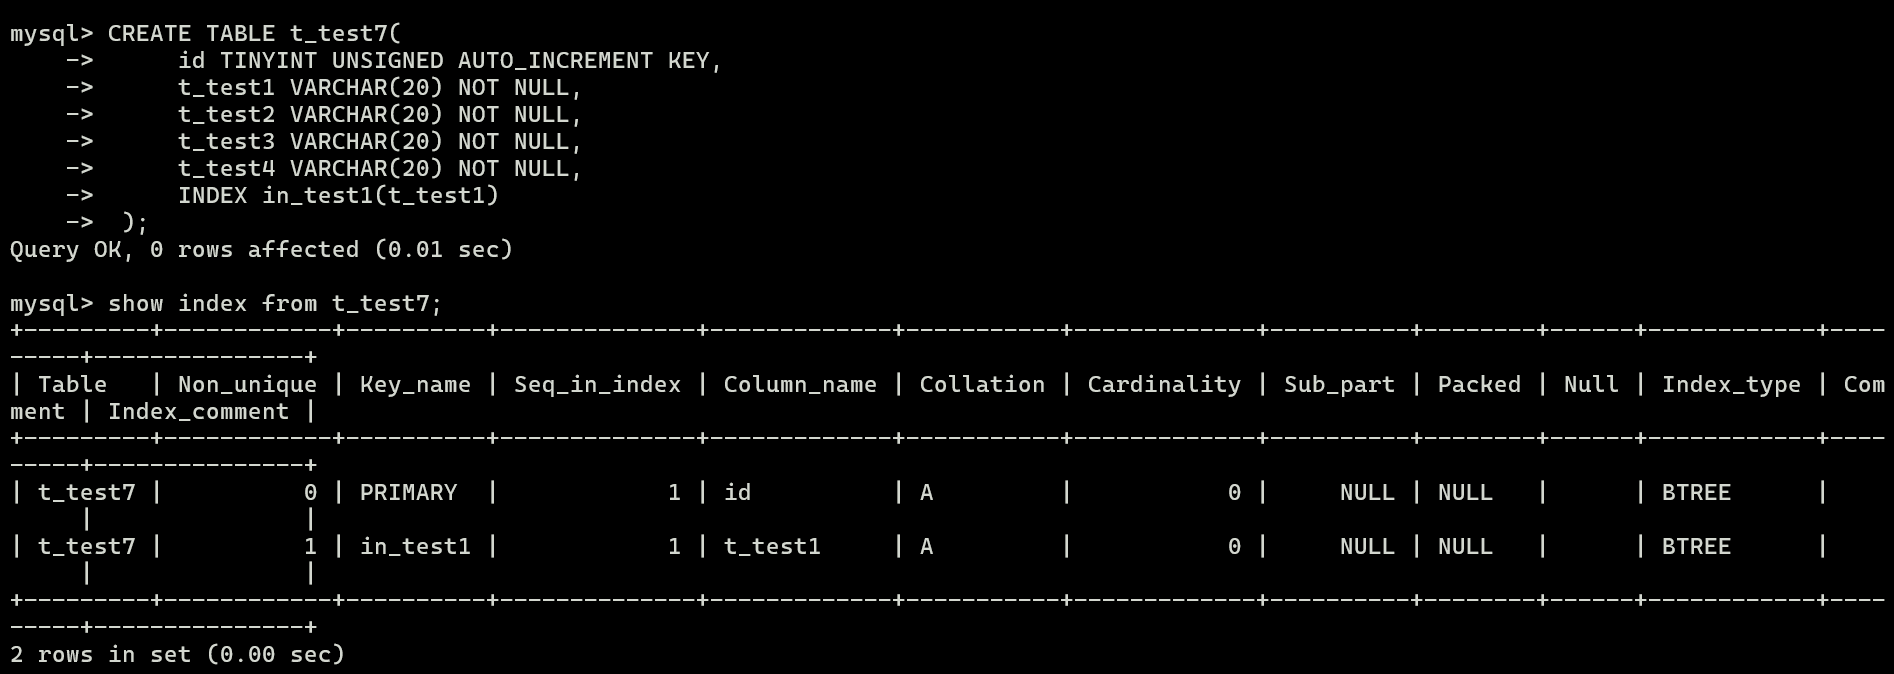 mysql> CREATE TABLE t_test7(
    ->      id TINYINT UNSIGNED AUTO_INCREMENT KEY,
    ->      t_test1 VARCHAR(20) NOT NULL,
    ->      t_test2 VARCHAR(20) NOT NULL,
    ->      t_test3 VARCHAR(20) NOT NULL,
    ->      t_test4 VARCHAR(20) NOT NULL,
    ->      INDEX in_test1(t_test1)
    ->  );
Query OK, 0 rows affected (0.01 sec)

mysql> show index from t_test7;
+---------+------------+----------+--------------+-------------+-----------+-------------+----------+--------+------+------------+----
-----+---------------+
| Table   | Non_unique | Key_name | Seq_in_index | Column_name | Collation | Cardinality | Sub_part | Packed | Null | Index_type | Com
ment | Index_comment |
+---------+------------+----------+--------------+-------------+-----------+-------------+----------+--------+------+------------+----
-----+---------------+
| t_test7 |          0 | PRIMARY  |            1 | id          | A         |           0 |     NULL | NULL   |      | BTREE      |
     |               |
| t_test7 |          1 | in_test1 |            1 | t_test1     | A         |           0 |     NULL | NULL   |      | BTREE      |
     |               |
+---------+------------+----------+--------------+-------------+-----------+-------------+----------+--------+------+------------+----
-----+---------------+
2 rows in set (0.00 sec)